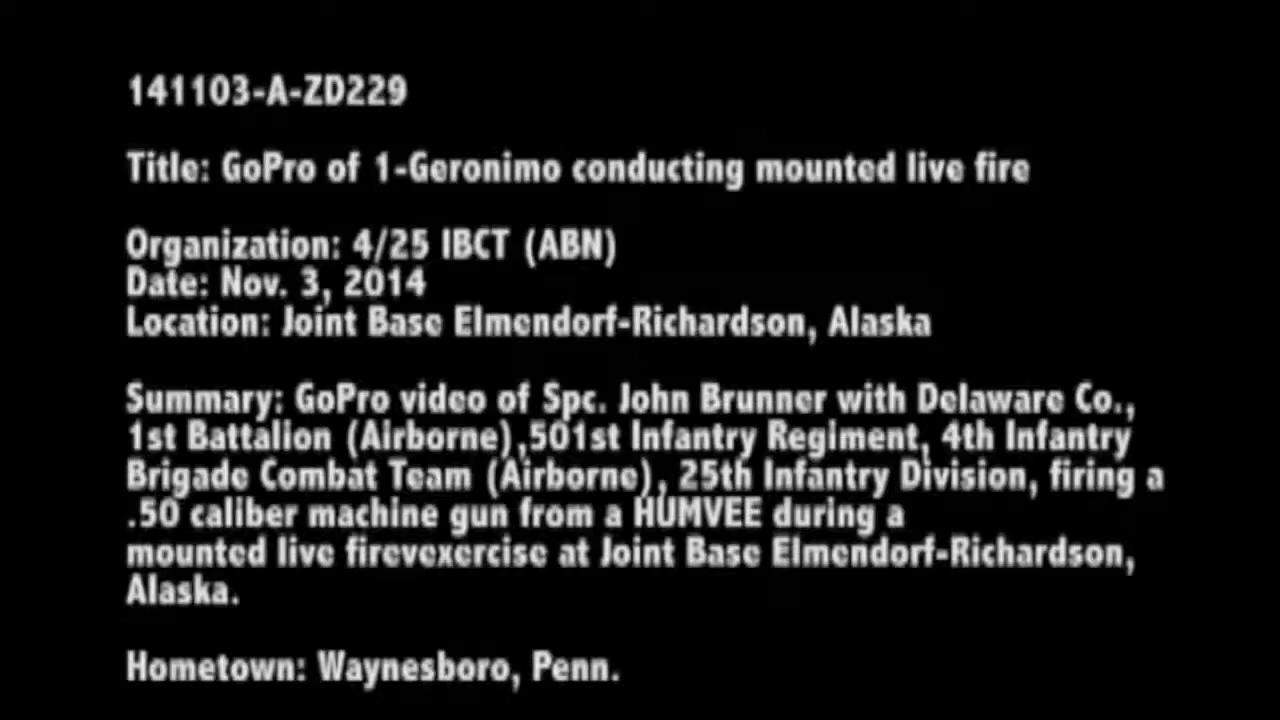 141103-A-ZD229
Title: GoPro of 1-Geronimo conducting mounted live fire
Organization: 4/25 IBCT (ABN)
Date: Nov. 3, 2014
Location: Joint Base Elmendorf-Richardson, Alaska
Summary: GoPro video of Spc. John Brunner with Delaware Co.,
1st Battalion (Airborne),501st Infantry Regiment, 4th Infantry
Brigade Combat Team (Airborne), 25th Infantry Division, firing a
.50 caliber machine gun from a HUMVEE during a
mounted live firevexercise at Joint Base Elmendorf-Richardson,
Alaska.
Hometown: Waynesboro, Penn.